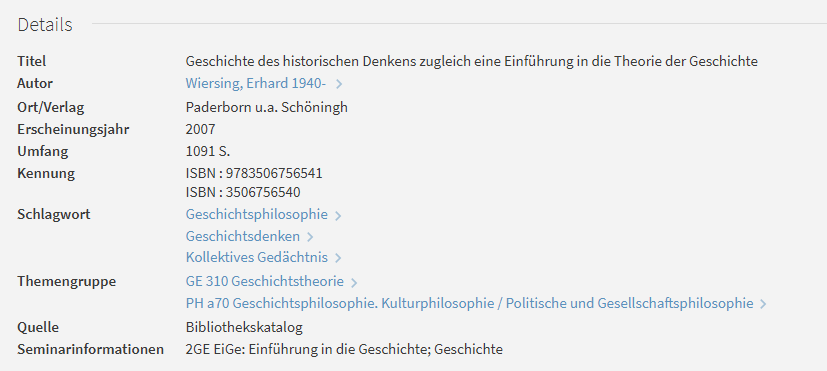 Details
Titel Geschichte des historischen Denkens zugleich eine Einführung in die Theorie der Geschichte
Autor Wiersing, Erhard 1940-
Ort/Verlag Paderborn u.a. Schöningh
Erscheinungsjahr 2007
Umfang 1091 S.
Kennung ISBN : 9783506756541
ISBN : 3506756540
Schlagwort Geschichtsphilosophie
Geschichtsdenken
Kollektives Gedächtnis
Themengruppe GE 310 Geschichtstheorie
PH a70 Geschichtsphilosophie. Kulturphilosophie / Politische und Gesellschaftsphilosophie
Quelle Bibliothekskatalog
Seminarinformationen 2GE EiGe: Einführung in die Geschichte; Geschichte